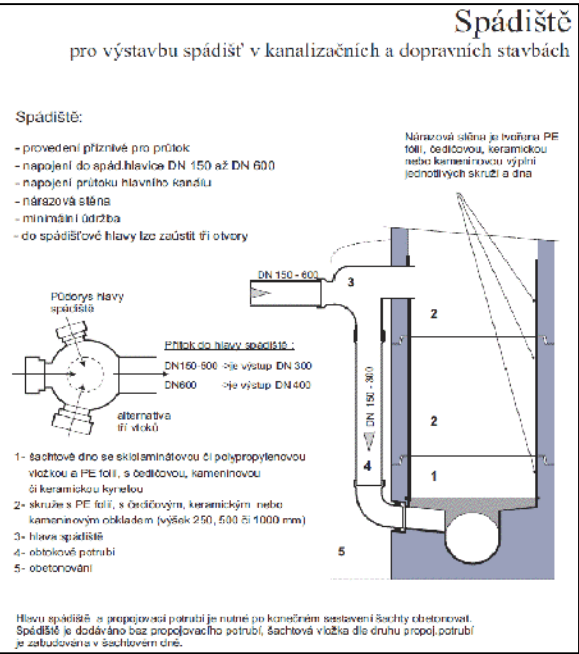 Spádiště
pro výstavbu spádišť v kanalizačních a dopravních stavbách
Spádiště:
- provedení příznivé pro průtok
- napojení do spád.hlavice DN 150 až DN 600
- napojení průtoku hlavního kanálu
- nárazová stěna
- minimální údržba
- do spádišťové hlavy lze zaústit tři otvory
Nárazová stěna je tvořena PE
folií, čedičovou, keramickou
nebo kameninovou výplní
jednotlivých skruží a dna
DN 150 - 600
3
2
Půdorys hlavy
spádiště
Přítok do hlavy spádiště :
DN150-600 ->je výstup DN 300
DN600 ->je výstup DN 400
alternativa
tří vtoků
DN 150 - 300
2
4
1
5
1- šachtové dno se sklolaminátovou či polypropylenovou
vložkou a PE folií, s čedičovou, kameninovou
či keramickou kynetou
2- skruže s PE folií, s čedičovým, keramickým nebo
kameninovým obkladem (výšek 250, 500 či 1000 mm)
3- hlava spádiště
4- obtokové potrubí
5- obetonování
Hlavu spádiště a propojovací potrubí je nutné po konečném sestavení šachty obetonovat.
Spádiště je dodáváno bez propojovacího potrubí, šachtová vložka dle druhu propoj.potrubí
je zabudována v šachtovém dně.